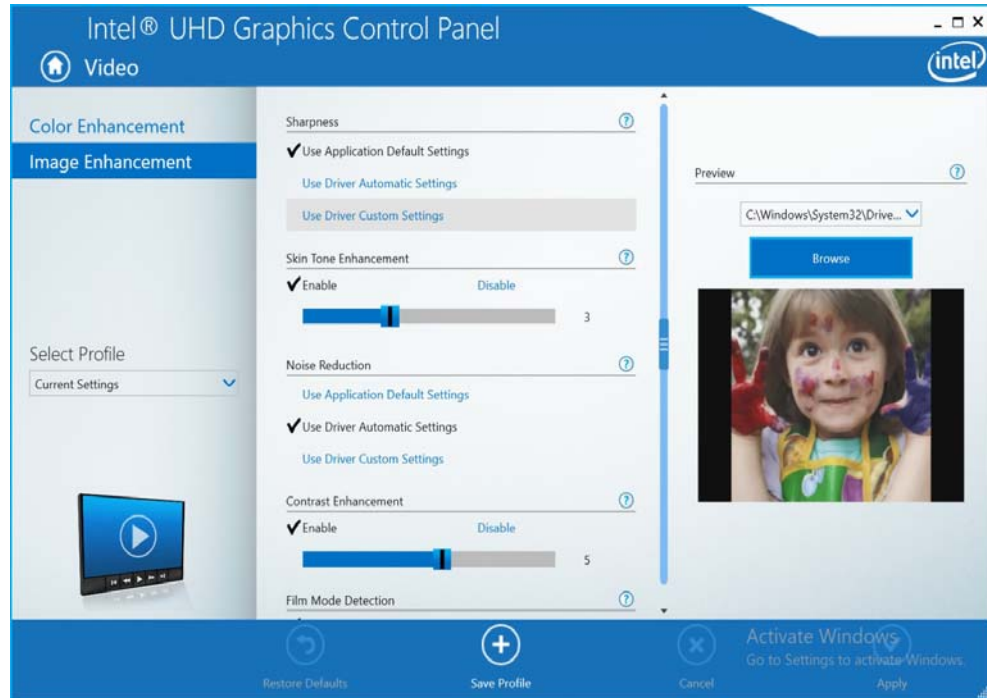 Intel® UHD Graphics Control Panel
Video
intel
Color Enhancement
Image Enhancement
Select Profile
Current Settings
Sharpness
Use Application Default Settings
Use Driver Automatic Settings
Use Driver Custom Settings
Skin Tone Enhancement
Enable Disable
3
Noise Reduction
Use Application Default Settings
Use Driver Automatic Settings
Use Driver Custom Settings
Contrast Enhancement
Enable Disable
5
Film Mode Detection
Preview
C:\Windows\System32\Drive...
Browse
Restore Defaults
Save Profile
Cancel
Apply
Activate Windows
Go to Settings to activate Windows.